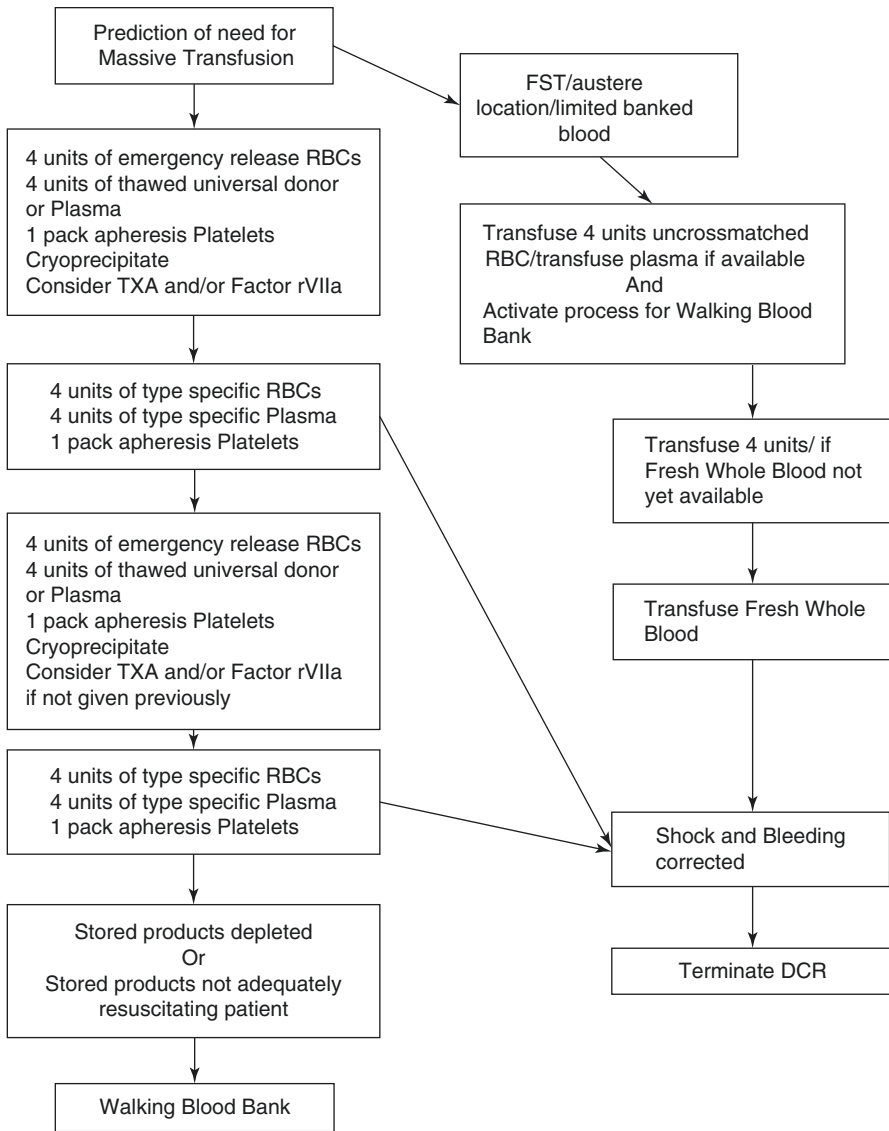 Prediction of need for
Massive Transfusion
FST/austere
location/limited banked
blood
4 units of emergency release RBCs
4 units of thawed universal donor
or Plasma
1 pack apheresis Platelets
Cryoprecipitate
Consider TXA and/or Factor rVIIa
Transfuse 4 units uncrossmatched
RBC/transfuse plasma if available
And
Activate process for Walking Blood
Bank
4 units of type specific RBCs
4 units of type specific Plasma
1 pack apheresis Platelets
Transfuse 4 units/ if
Fresh Whole Blood not
yet available
4 units of emergency release RBCs
4 units of thawed universal donor
or Plasma
1 pack apheresis Platelets
Cryoprecipitate
Consider TXA and/or Factor rVIIa
if not given previously
Transfuse Fresh Whole
Blood
4 units of type specific RBCs
4 units of type specific Plasma
1 pack apheresis Platelets
Shock and Bleeding
corrected
Stored products depleted
Or
Stored products not adequately
resuscitating patient
Terminate DCR
Walking Blood Bank